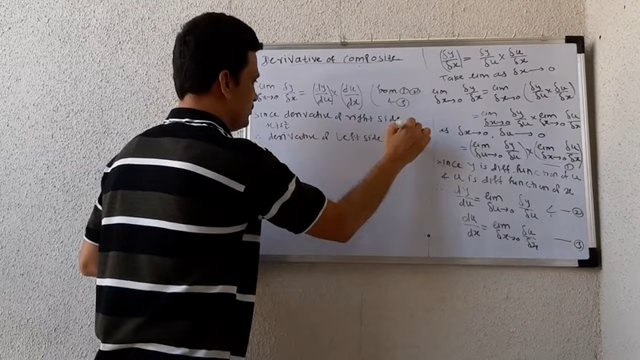 Derivative of composite
lim δx→0 δy/δx = (dy/du) × (du/dx) (from ① ②
& ③)
Since derivative of right side
exist
∴ derivative of left side
(δy/δx) = δy/δu × δu/δx
Take lim as δx→0
lim δx→0 δy/δx = lim δx→0 (δy/δu × δu/δx)
= lim δx→0 δy/δu × lim δx→0 δu/δx
as δx→0, δu→0
= (lim δu→0 δy/δu) × (lim δx→0 δu/δx) — ①
Since y is diff. function of u
& u is diff function of x
∴ dy/du = lim δu→0 δy/δu — ②
du/dx = lim δx→0 δu/δx — ③